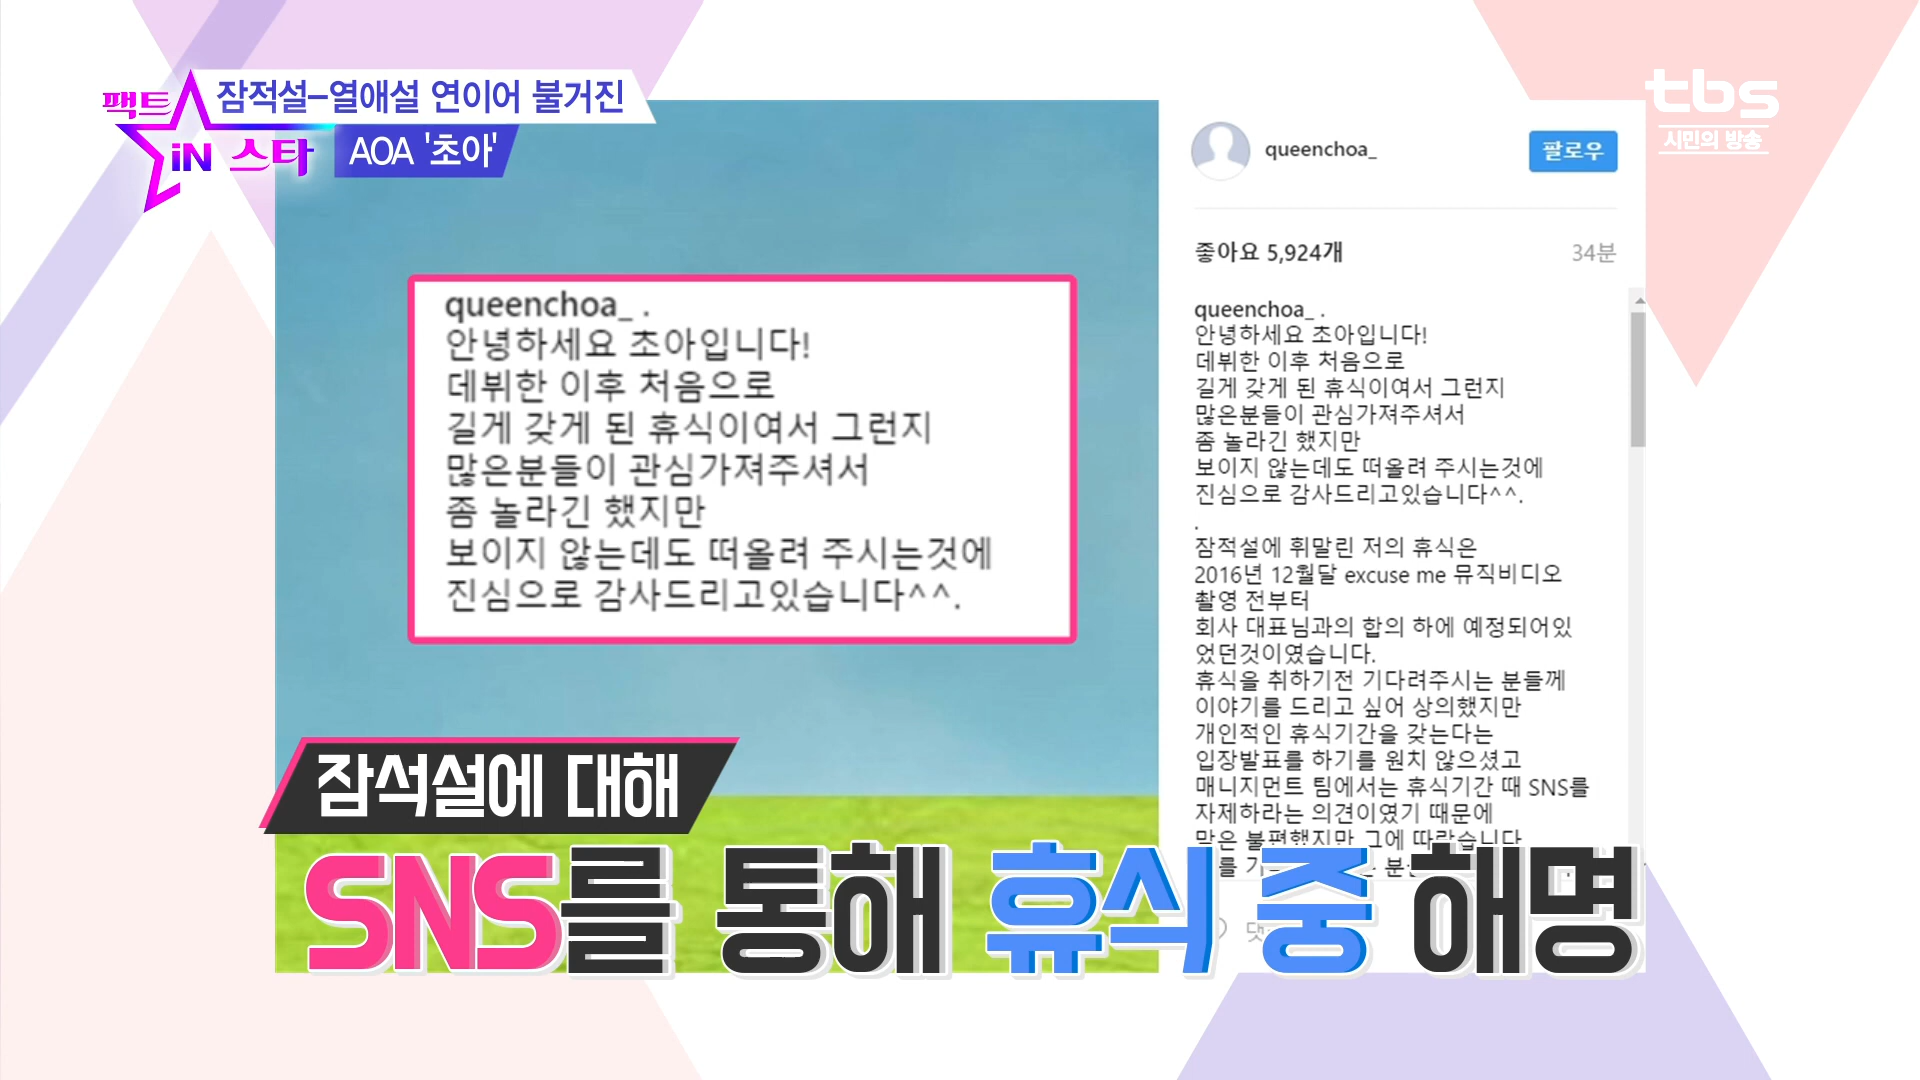 팩트
iN 스타
잠적설-열애설 연이어 불거진
AOA '초아'
tbs
시민의 방송
queenchoa_ .
안녕하세요 초아입니다!
데뷔한 이후 처음으로
길게 갖게 된 휴식이여서 그런지
많은분들이 관심가져주셔서
좀 놀라긴 했지만
보이지 않는데도 떠올려 주시는것에
진심으로 감사드리고있습니다^^.
queenchoa_
팔로우
좋아요 5,924개
34분
queenchoa_ .
안녕하세요 초아입니다!
데뷔한 이후 처음으로
길게 갖게 된 휴식이여서 그런지
많은분들이 관심가져주셔서
좀 놀라긴 했지만
보이지 않는데도 떠올려 주시는것에
진심으로 감사드리고있습니다^^.
.
잠적설에 휘말린 저의 휴식은
2016년 12월달 excuse me 뮤직비디오
촬영 전부터
회사 대표님과의 합의 하에 예정되어있
었던것이였습니다.
휴식을 취하기전 기다려주시는 분들께
이야기를 드리고 싶어 상의했지만
개인적인 휴식기간을 갖는다는
입장발표를 하기를 원치 않으셨고
매니지먼트 팀에서는 휴식기간 때 SNS를
자제하라는 의견이였기 때문에
맘은 불편했지만 그에 따랐습니다
잠석설에 대해
SNS를 통해 휴식 중 해명